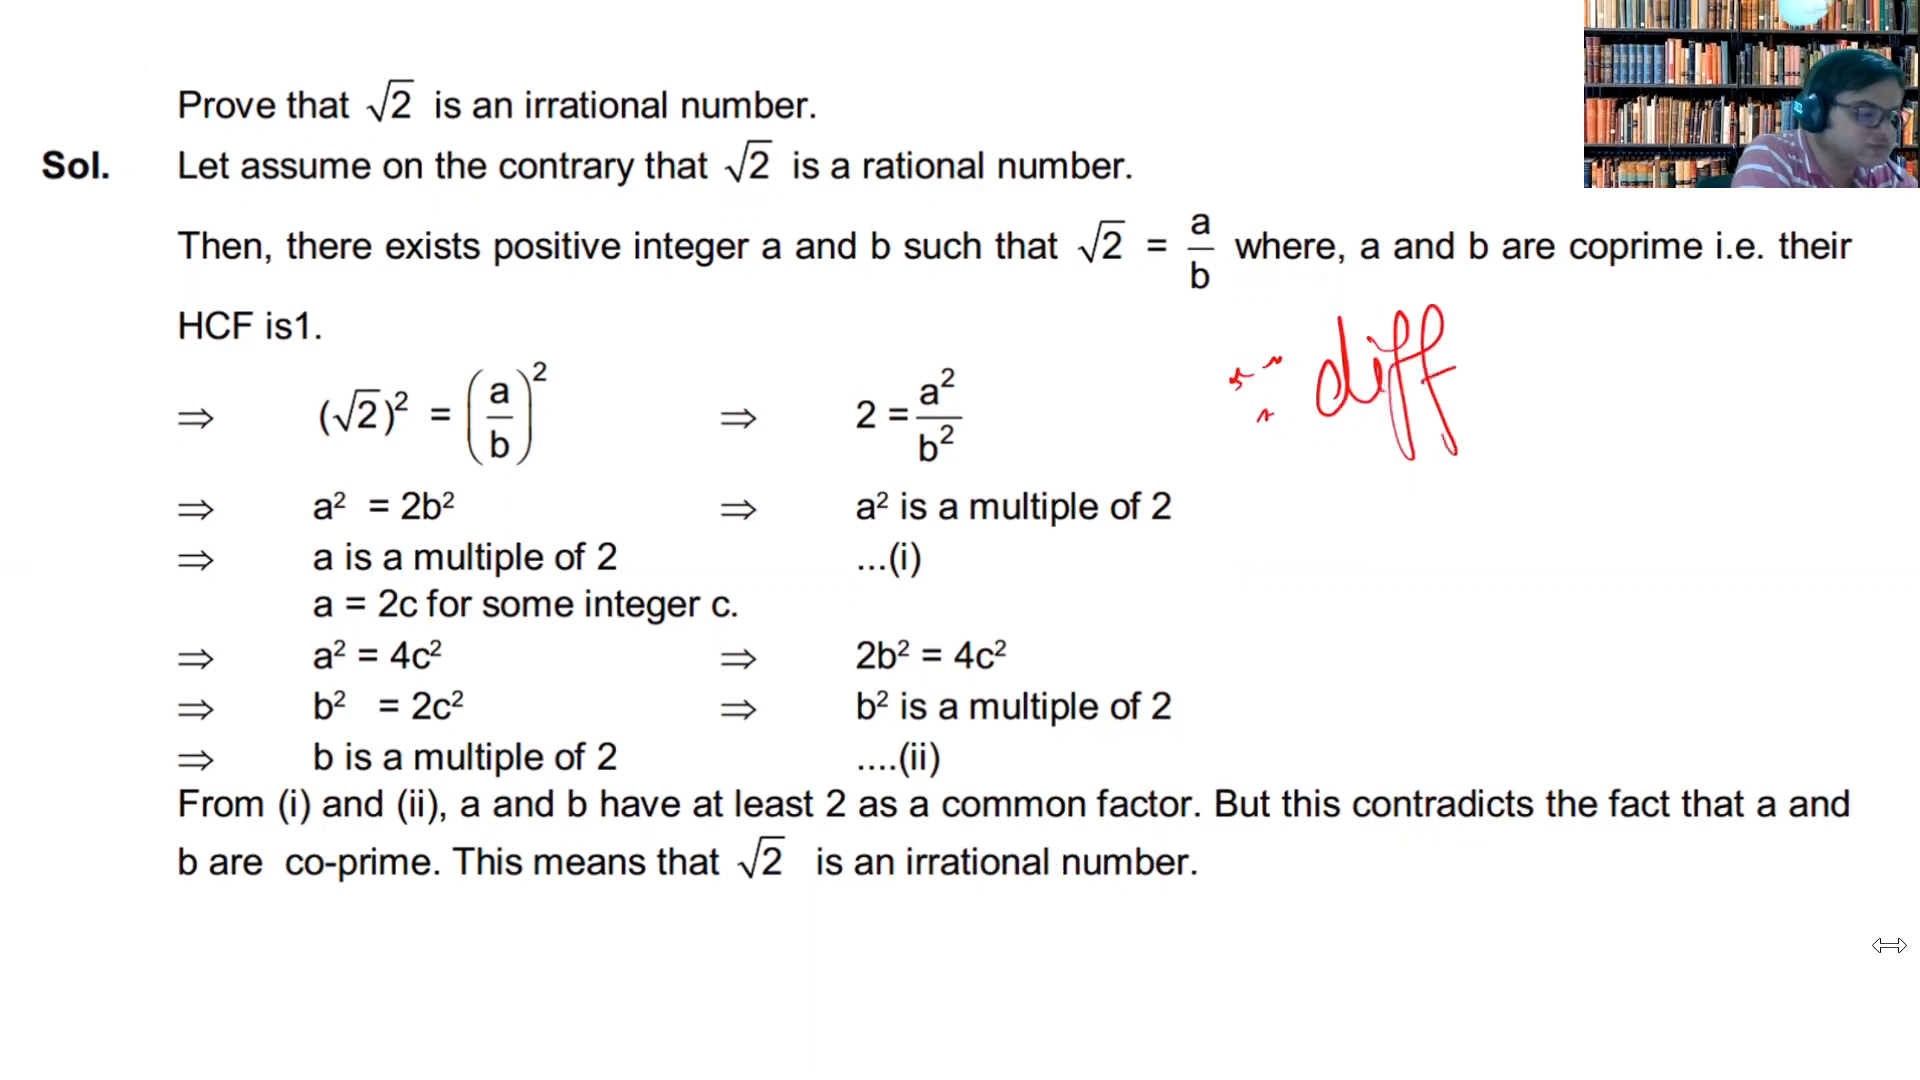 Prove that √2 is an irrational number.
Sol. Let assume on the contrary that √2 is a rational number.
Then, there exists positive integer a and b such that √2 = a/b where, a and b are coprime i.e. their
HCF is1.
⇒ (√2)² = (a/b)² ⇒ 2 = a²/b²
diff
⇒ a² = 2b² ⇒ a² is a multiple of 2
⇒ a is a multiple of 2 ...(i)
a = 2c for some integer c.
⇒ a² = 4c² ⇒ 2b² = 4c²
⇒ b² = 2c² ⇒ b² is a multiple of 2
⇒ b is a multiple of 2 ....(ii)
From (i) and (ii), a and b have at least 2 as a common factor. But this contradicts the fact that a and
b are co-prime. This means that √2 is an irrational number.